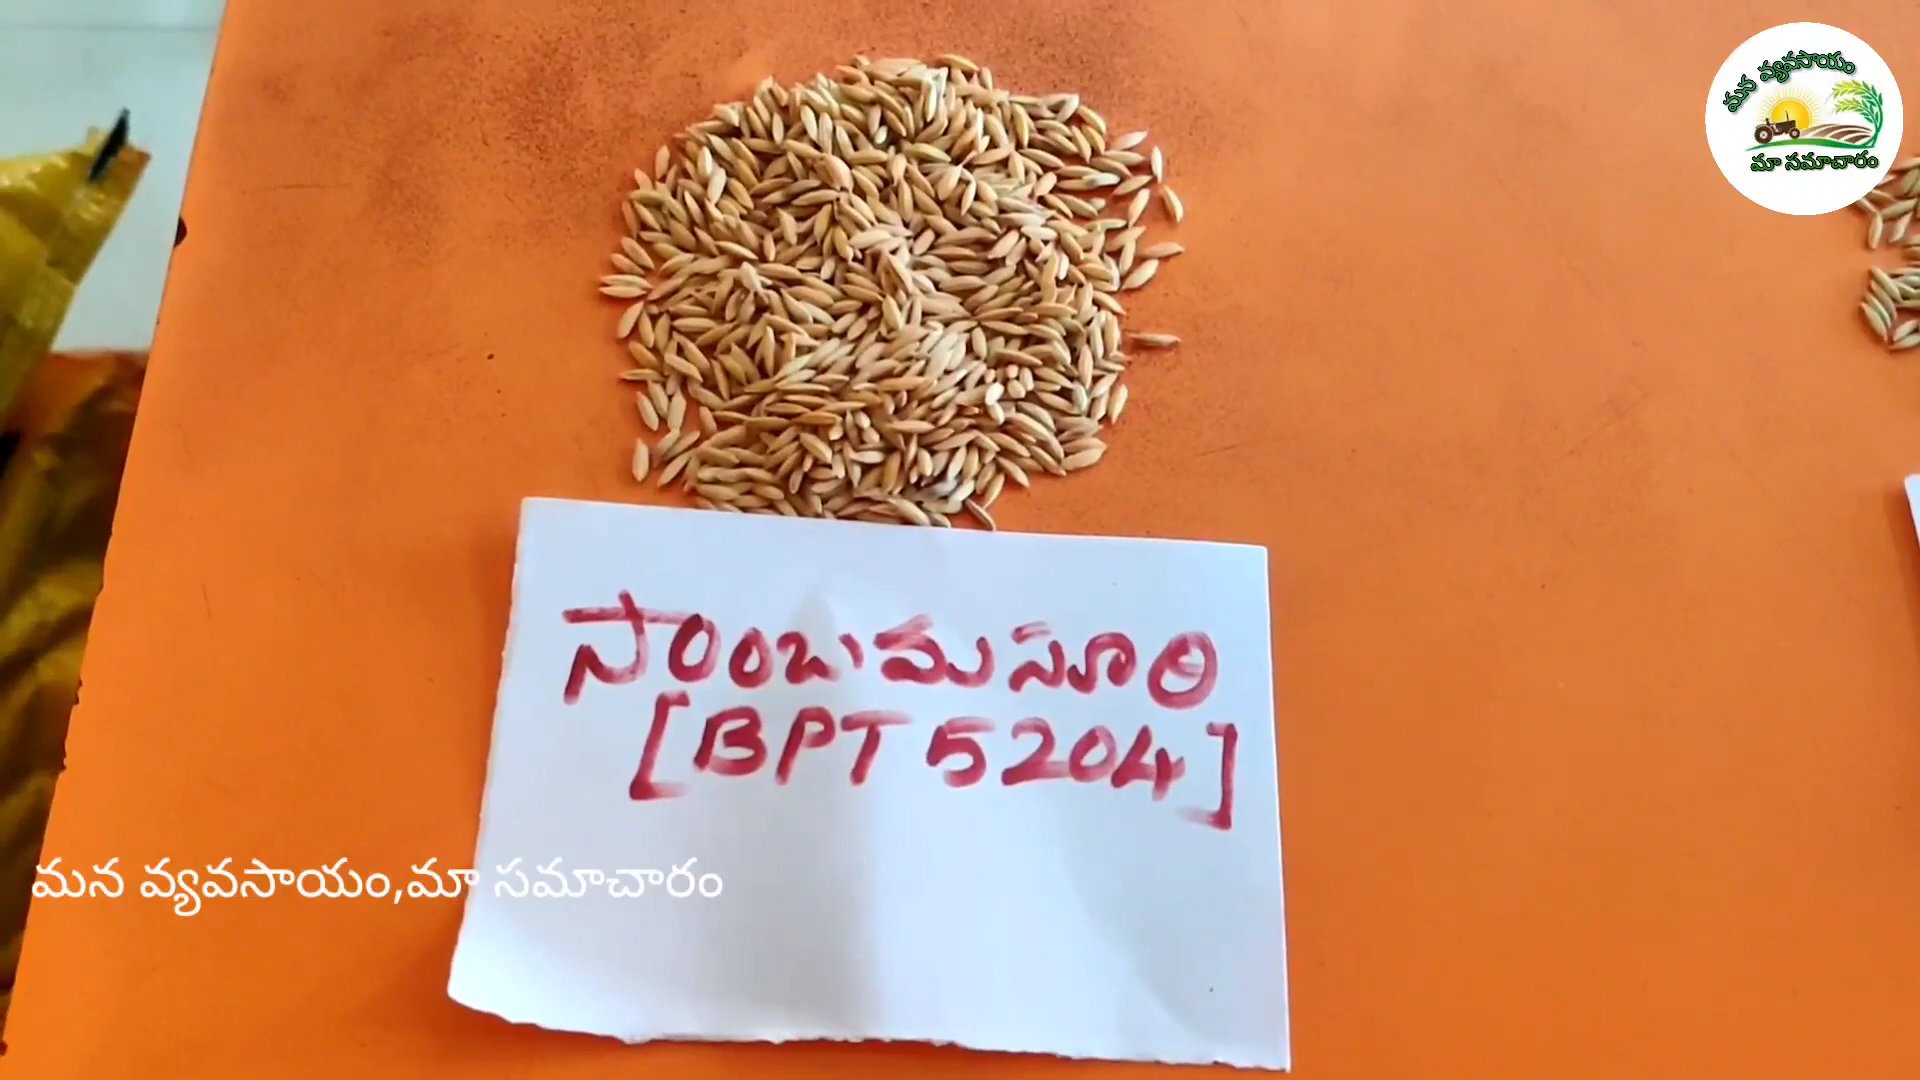 మన వ్యవసాయం
మా సమాచారం
సాంబమసూరి
[BPT 5204]
మన వ్యవసాయం,మా సమాచారం